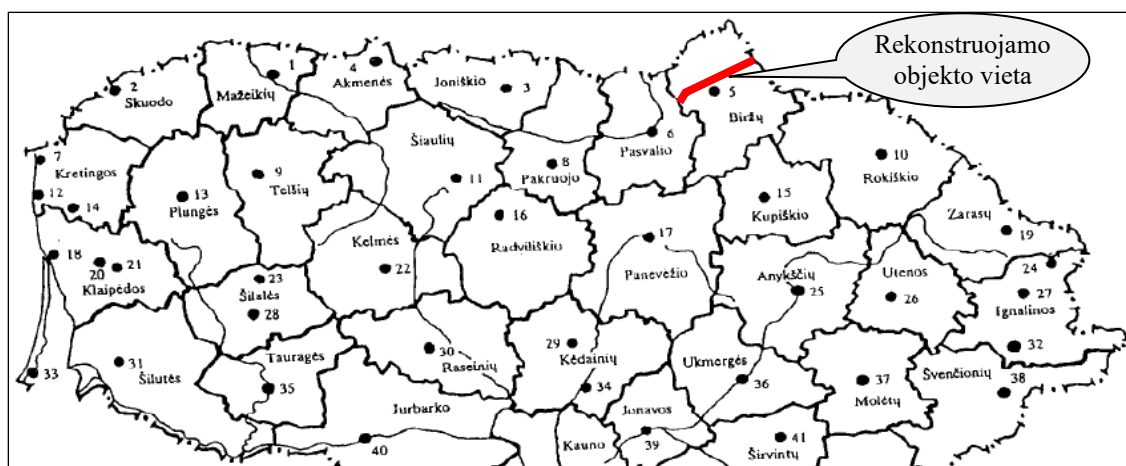 Rekonstruojamo
objekto vieta
1
2
Skuodo
Mažeikių
4
Akmenės
Joniškio
3
5
Biržų
6
Pasvalio
7
Kretingos
12
14
13
Plungės
9
Telšių
Šiaulių
11
8
Pakruojo
10
Rokiškio
15
Kupiškio
16
Radviliškio
17
Panevėžio
Zarasų
19
18
20
21
Klaipėdos
23
Šilalės
28
Kelmės
22
Anykščių
25
Utenos
26
24
27
Ignalinos
32
33
31
Šilutės
Tauragės
35
30
Raseinių
29
Kėdainių
34
Ukmergės
36
37
Molėtų
Švenčionių
38
Jurbarko
40
Kauno
Jonavos
39
41
Širvintų